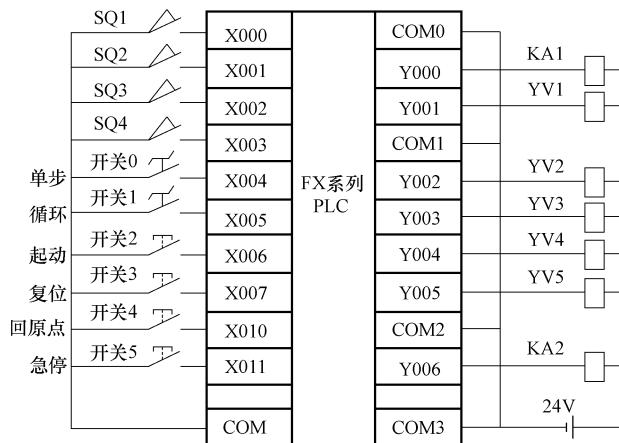 SQ1 X000 COM0
SQ2 X001 Y000 KA1
SQ3 X002 Y001 YV1
SQ4 X003 COM1
单步 开关0 X004 FX系列 Y002 YV2
循环 开关1 X005 PLC Y003 YV3
起动 开关2 X006 Y004 YV4
复位 开关3 X007 Y005 YV5
回原点 开关4 X010 COM2
急停 开关5 X011 Y006 KA2
COM COM3 24V